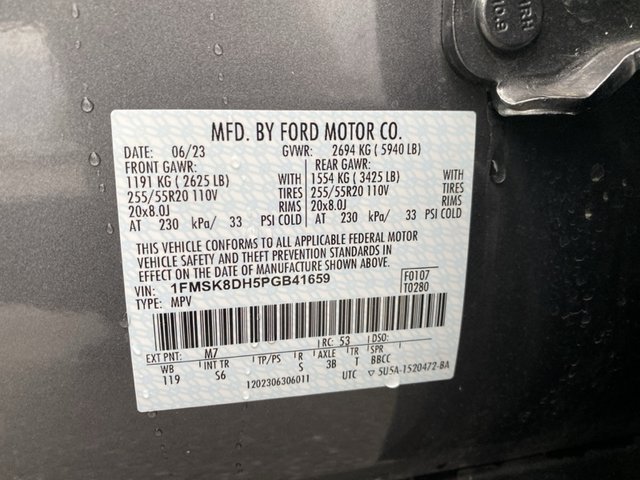 IRH
10.9
MFD. BY FORD MOTOR CO.
DATE: 06/23 GVWR: 2694 KG ( 5940 LB)
FRONT GAWR: REAR GAWR:
1191 KG ( 2625 LB) WITH 1554 KG ( 3425 LB) WITH
255/55R20 110V TIRES 255/55R20 110V TIRES
20x8.0J RIMS 20x8.0J RIMS
AT 230 kPa/ 33 PSI COLD AT 230 kPa/ 33 PSI COLD
THIS VEHICLE CONFORMS TO ALL APPLICABLE FEDERAL MOTOR
VEHICLE SAFETY AND THEFT PREVENTION STANDARDS IN
EFFECT ON THE DATE OF MANUFACTURE SHOWN ABOVE.
VIN: 1FMSK8DH5PGB41659 F0107
TYPE: MPV T0280
EXT PNT: M7 RC: 53 DSO:
WB INT TR TP/PS R AXLE TR SPR
119 S6 S 3B T BBCC
1202306306011 UTC ▽ 5U5A-1520472-BA